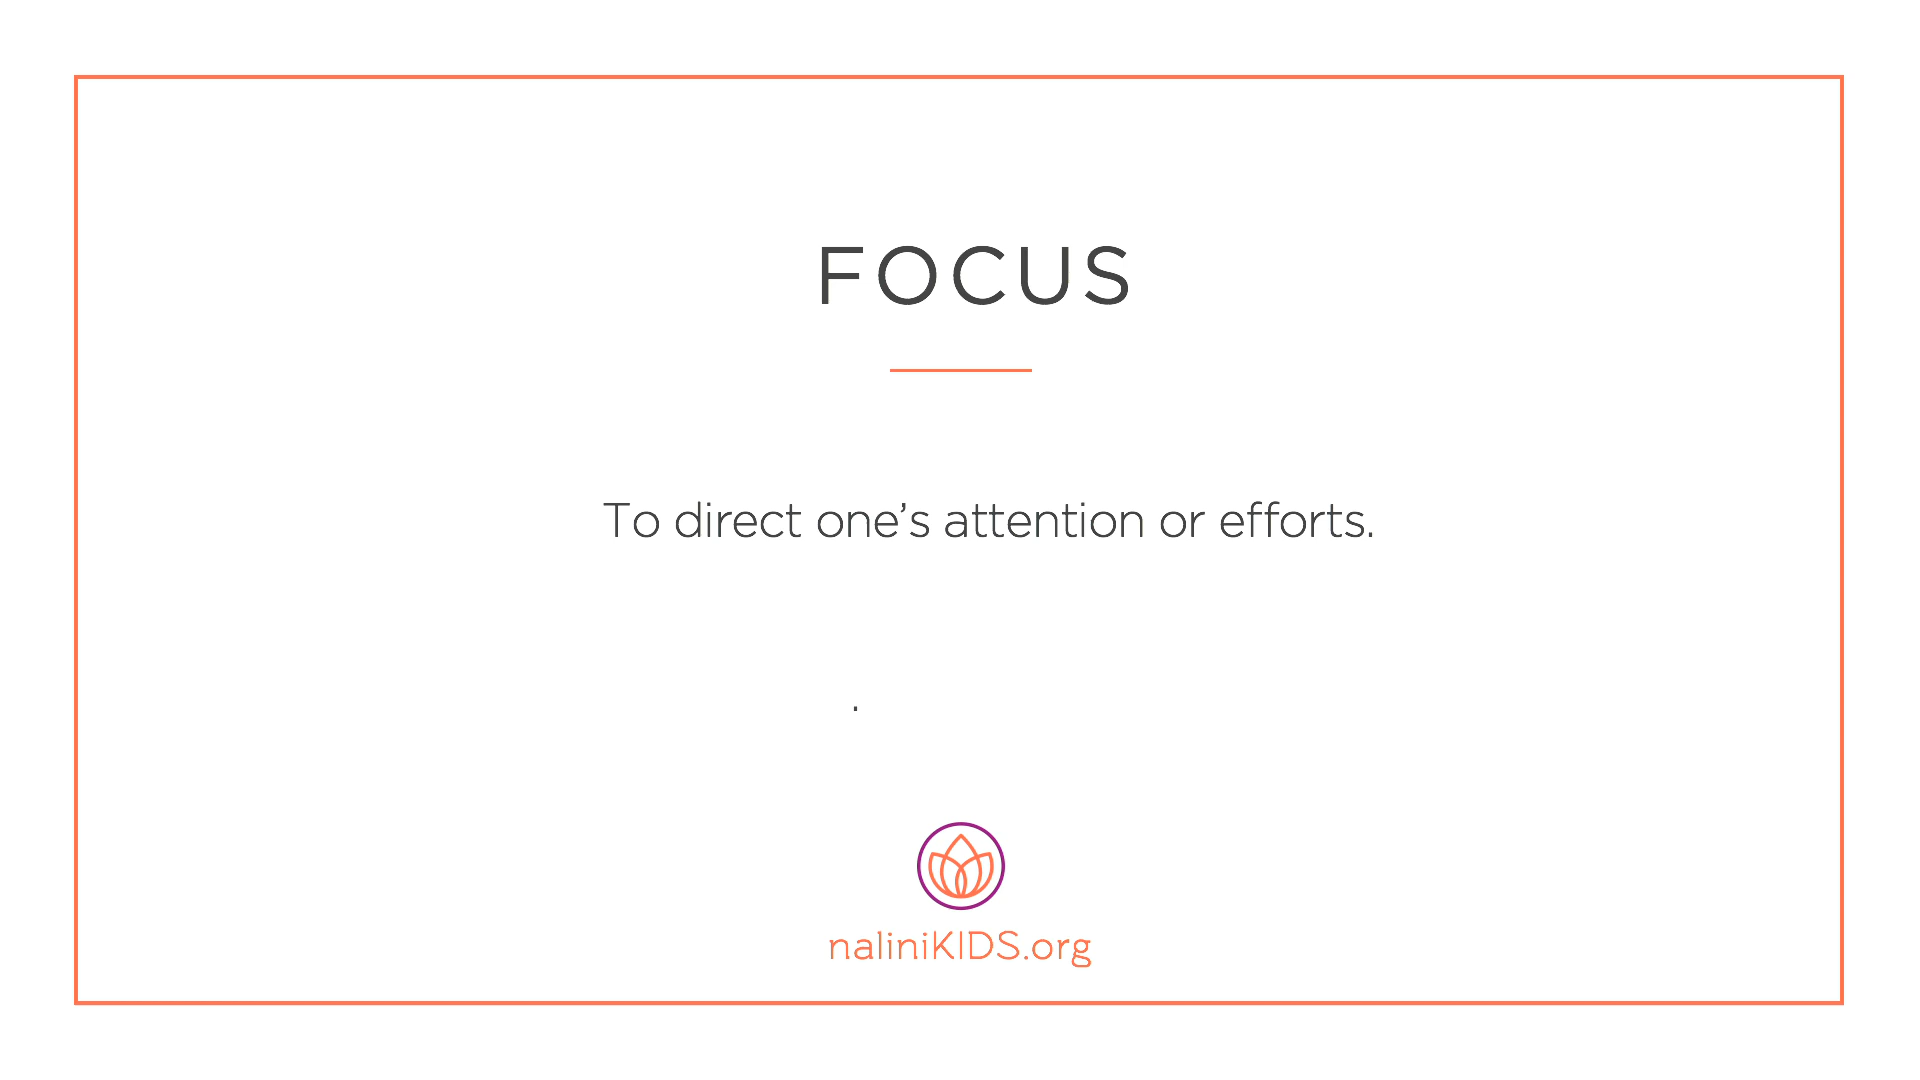 FOCUS
To direct one’s attention or efforts.
.
naliniKIDS.org